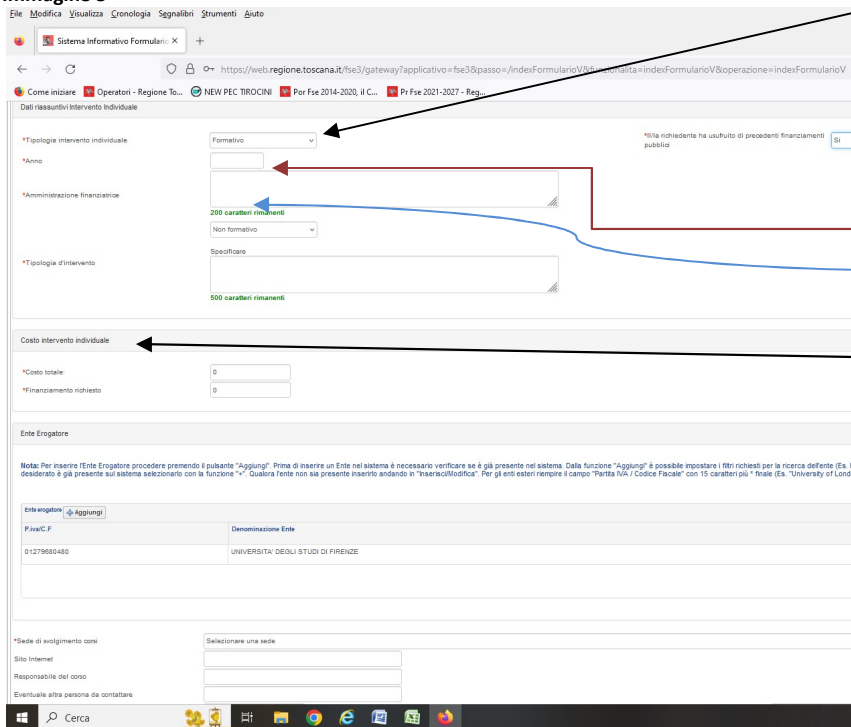 File Modifica Visualizza Cronologia Segnalibri Strumenti Aiuto
Sistema Informativo Formulario
https://web.regione.toscana.it/fse3/gateway?applicativo=fse3&passo=/indexFormularioV&funzionalita=indexFormularioV&operazione=indexFormularioV
Come iniziare Operatori - Regione To... NEW PEC TIROCINI Por Fse 2014-2020, il C... Pr Fse 2021-2027 - Reg...
Dati riassuntivi Intervento Individuale
*Tipologia intervento individuale Formativo *Il/la richiedente ha usufruito di precedenti finanziamenti pubblici Si
*Anno
*Amministrazione finanziatrice
200 caratteri rimanenti
Non formativo
Specificare
*Tipologia d'intervento
500 caratteri rimanenti
Costo intervento individuale
*Costo totale: 0
*Finanziamento richiesto 0
Ente Erogatore
Nota: Per inserire l'Ente Erogatore procedere premendo il pulsante "Aggiungi". Prima di inserire un Ente nel sistema è necessario verificare se è già presente nel sistema. Dalla funzione "Aggiungi" è possibile impostare i filtri richiesti per la ricerca dell'ente (Es.
desiderato è già presente sul sistema selezionarlo con la funzione "+". Qualora l'ente non sia presente inserirlo andando in "Inserisci/Modifica". Per gli enti esteri riempire il campo "Partita IVA / Codice Fiscale" con 15 caratteri più * finale (Es. "University of Lond
Ente erogatore Aggiungi
P.iva/C.F Denominazione Ente
01279680480 UNIVERSITA' DEGLI STUDI DI FIRENZE
*Sede di svolgimento corsi Selezionare una sede
Sito Internet
Responsabile del corso
Eventuale altra persona da contattare
Cerca